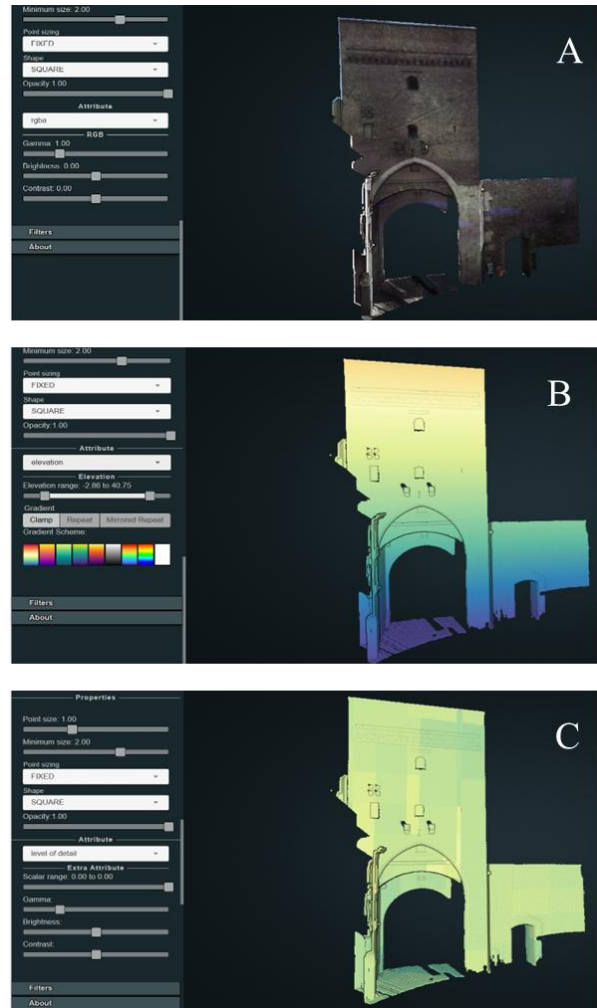 Minimum size: 2.00
Point sizing
FIXED
Shape
SQUARE
Opacity:1.00
Attribute
rgba
RGB
Gamma: 1.00
Brightness: 0.00
Contrast: 0.00
Filters
About
A
Minimum size: 2.00
Point sizing
FIXED
Shape
SQUARE
Opacity:1.00
Attribute
elevation
Elevation
Elevation range: -2.86 to 40.75
Gradient
Clamp Repeat Mirrored Repeat
Gradient Scheme:
Filters
About
B
Properties
Point size: 1.00
Minimum size: 2.00
Point sizing
FIXED
Shape
SQUARE
Opacity:1.00
Attribute
level of detail
Extra Attribute
Scalar range: 0.00 to 0.00
Gamma:
Brightness:
Contrast:
Filters
About
C